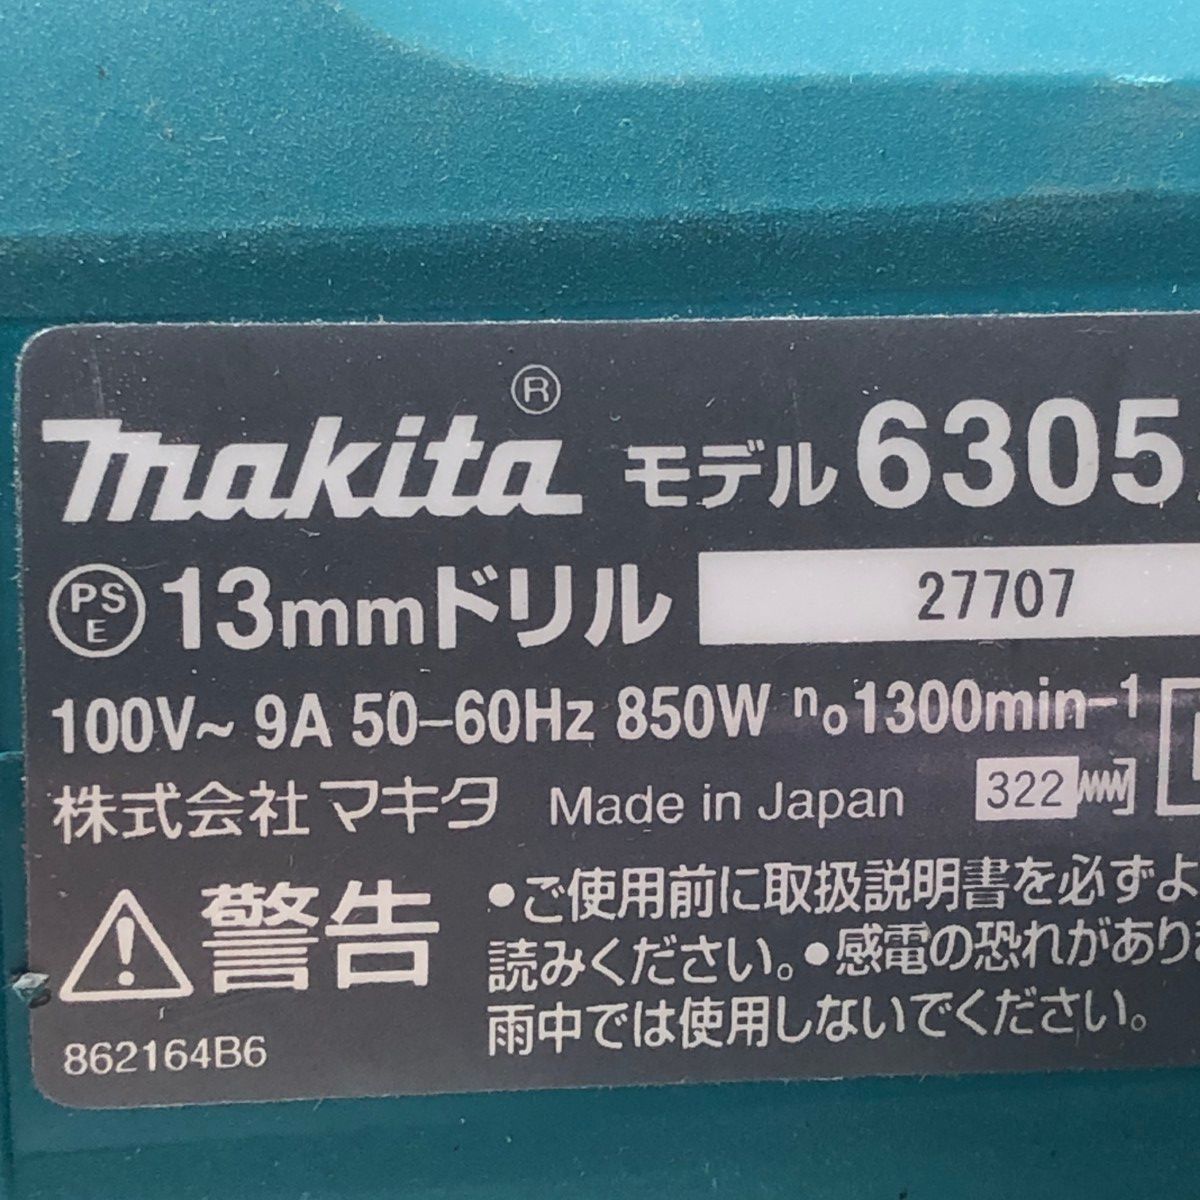 makita® モデル 6305
PSE 13mmドリル 27707
100V~ 9A 50-60Hz 850W n₀1300min⁻¹
株式会社マキタ Made in Japan 322
警告
●ご使用前に取扱説明書を必ずよ
読みください。●感電の恐れがあり
雨中では使用しないでください。
862164B6